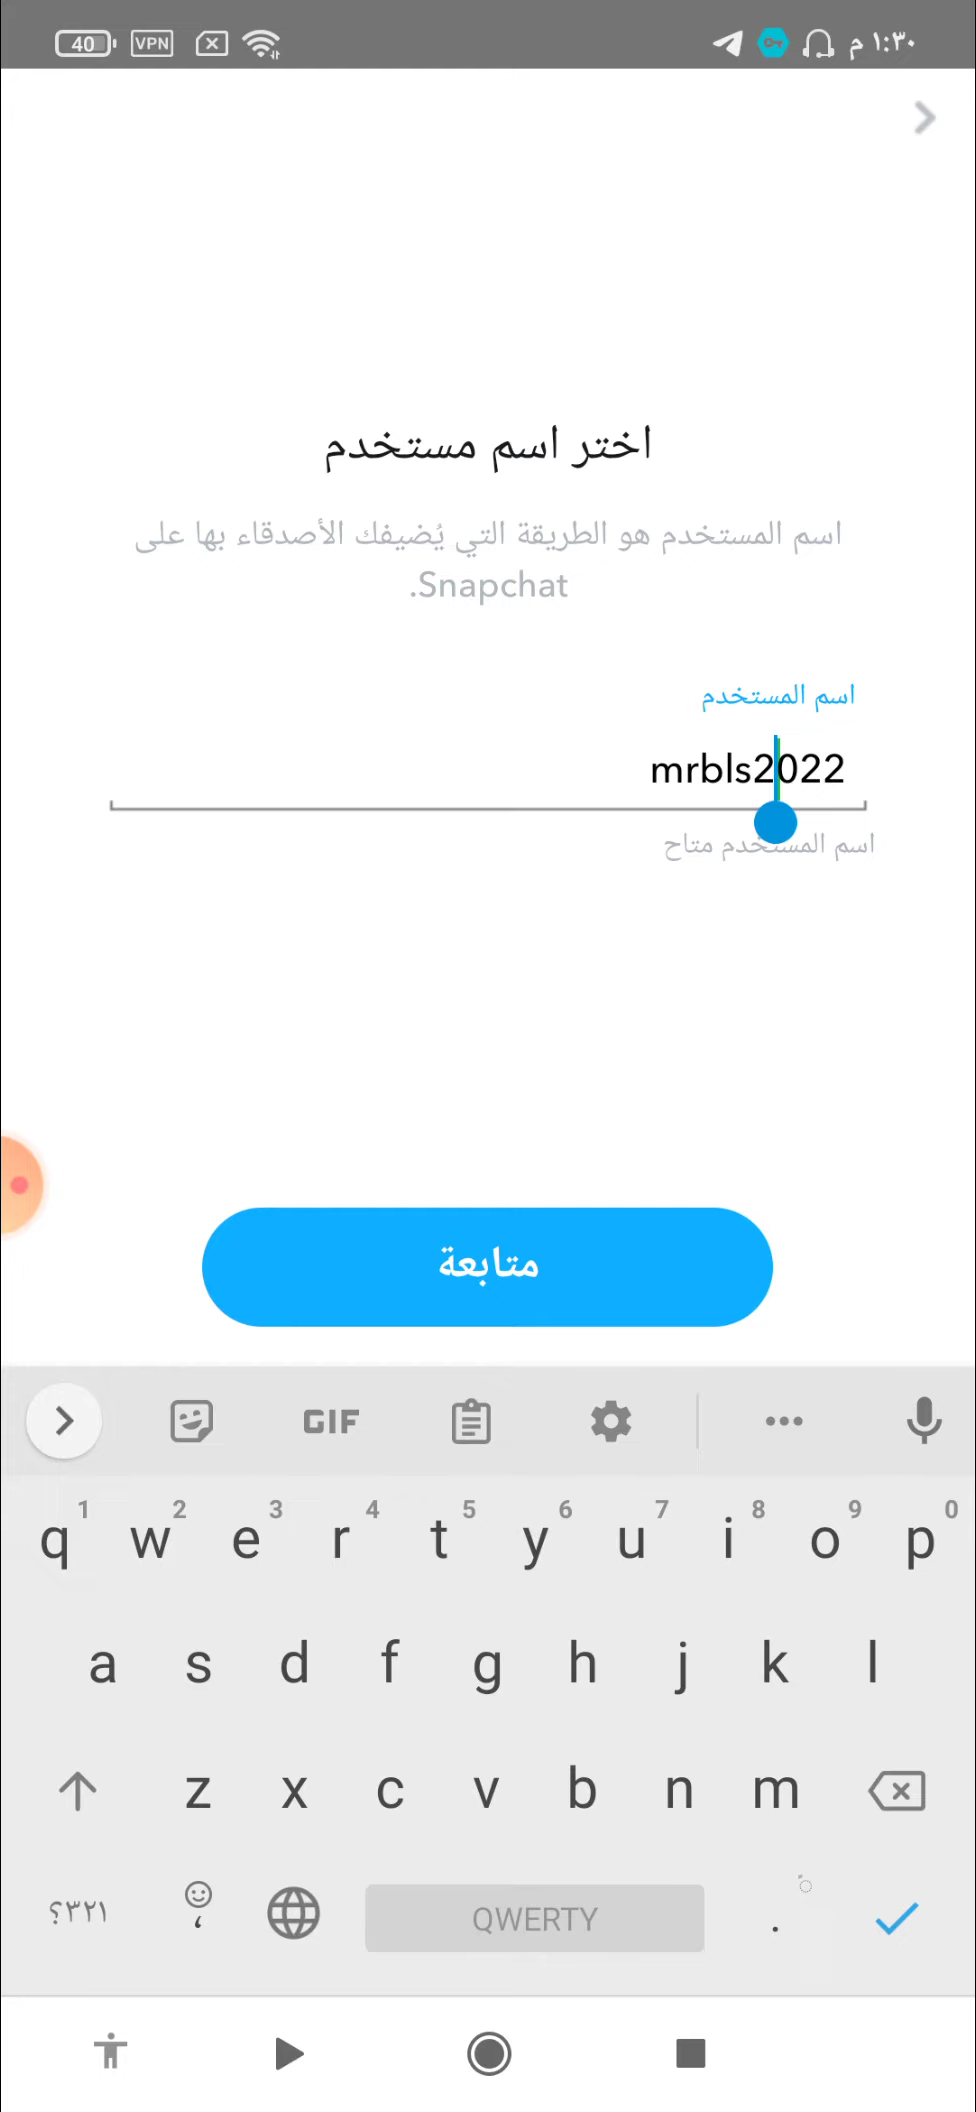 40 VPN ١:٣٠ م
اختر اسم مستخدم
اسم المستخدم هو الطريقة التي يُضيفك الأصدقاء بها على
Snapchat.
اسم المستخدم
mrbls2022
اسم المستخدم متاح
متابعة
GIF
1 2 3 4 5 6 7 8 9 0
q w e r t y u i o p
a s d f g h j k l
z x c v b n m
؟٣٢١ ، QWERTY .